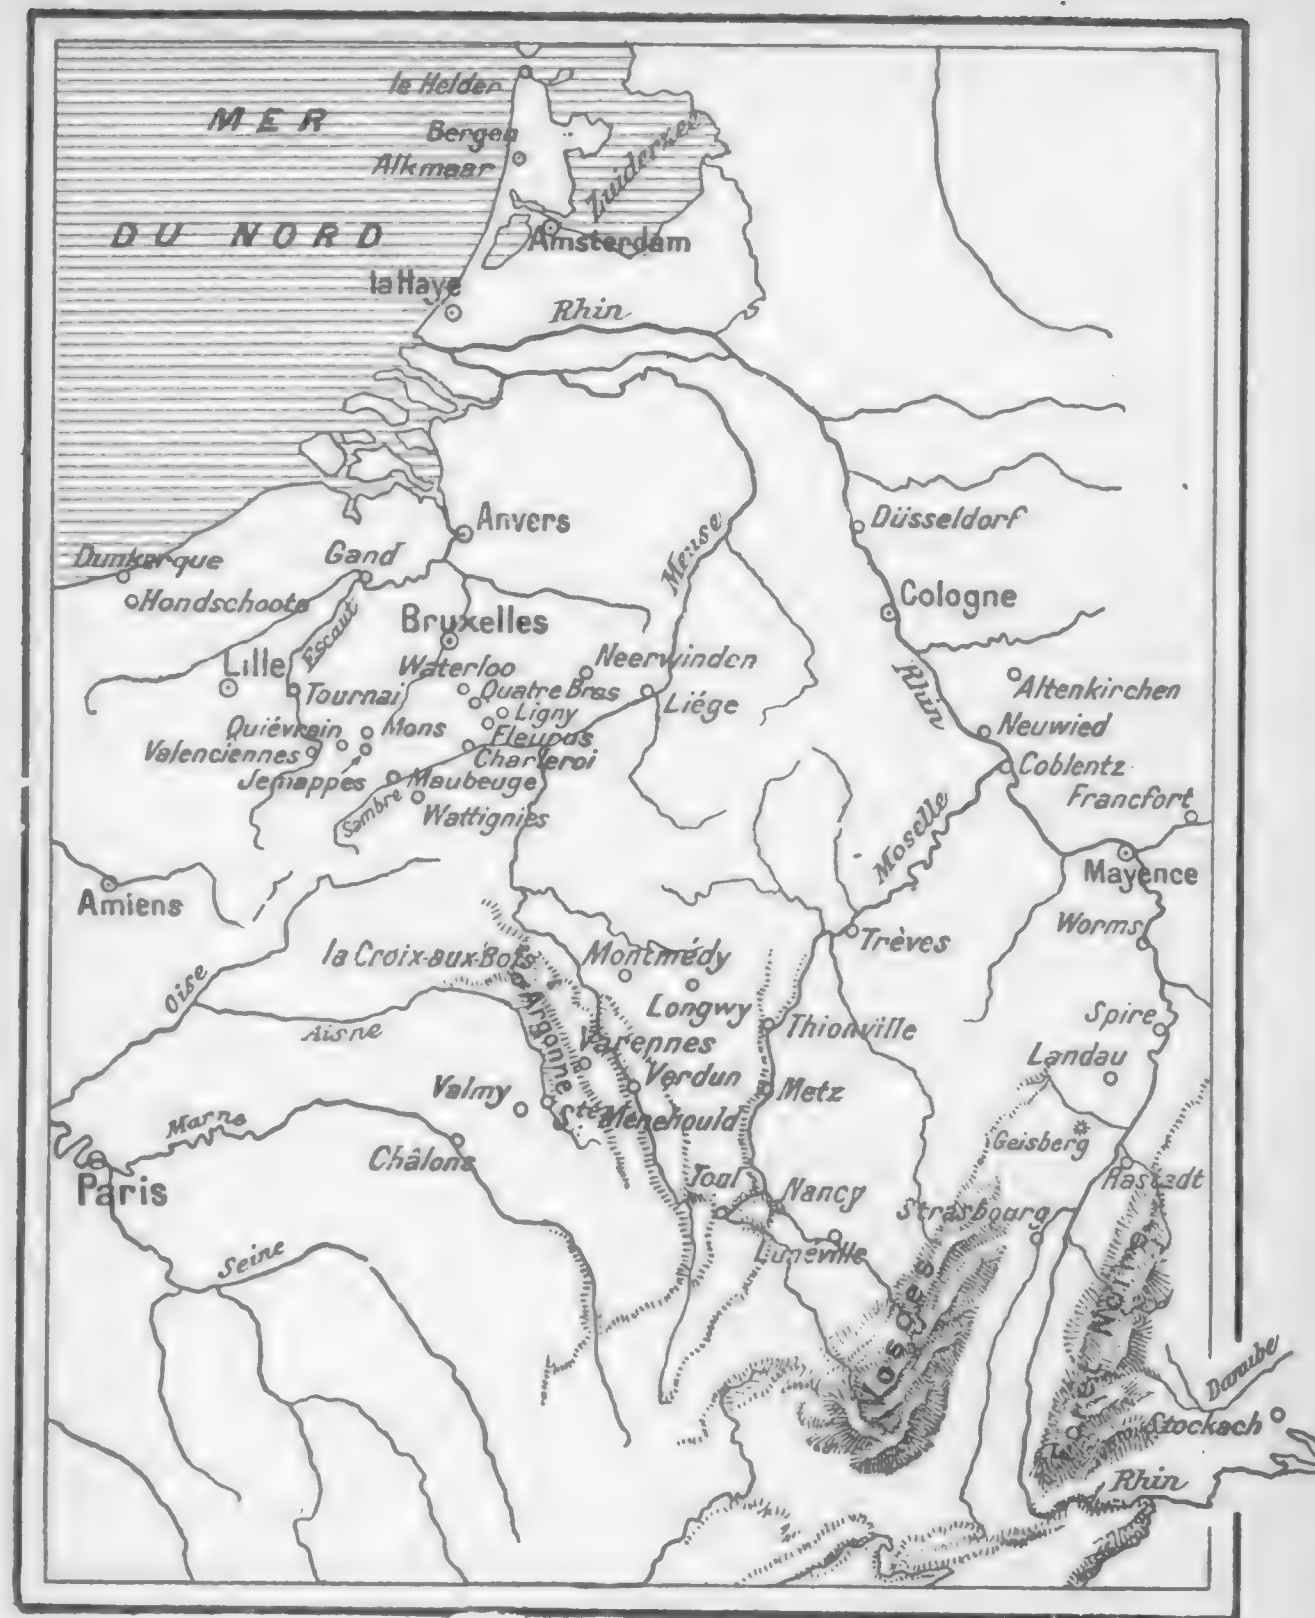 le Helder
MER
Bergen
Alkmaar
Zuiderzee
DU NORD
Amsterdam
la Haye
Rhin
Anvers
Düsseldorf
Meuse
Dunkerque
Gand
Hondschoote
Cologne
Escaut
Bruxelles
Lille
Waterloo
Neerwinden
Rhin
Altenkirchen
Tournai
Quatre Bras
Liége
Ligny
Quiévrain
Mons
Fleurus
Neuwied
Valenciennes
Charleroi
Coblentz
Jemappes
Maubeuge
Francfort
Sambre
Wattignies
Moselle
Mayence
Amiens
Worms
Trèves
la Croix-aux-Bois
Montmédy
Oise
Argonne
Longwy
Spire
Aisne
Thionville
Varennes
Landau
Verdun
Valmy
Metz
Marne
Ste Menehould
Geisberg
Châlons
Rastadt
Paris
Toul
Nancy
Strasbourg
Seine
Lunéville
Vosges
Danube
Stockach
Rhin